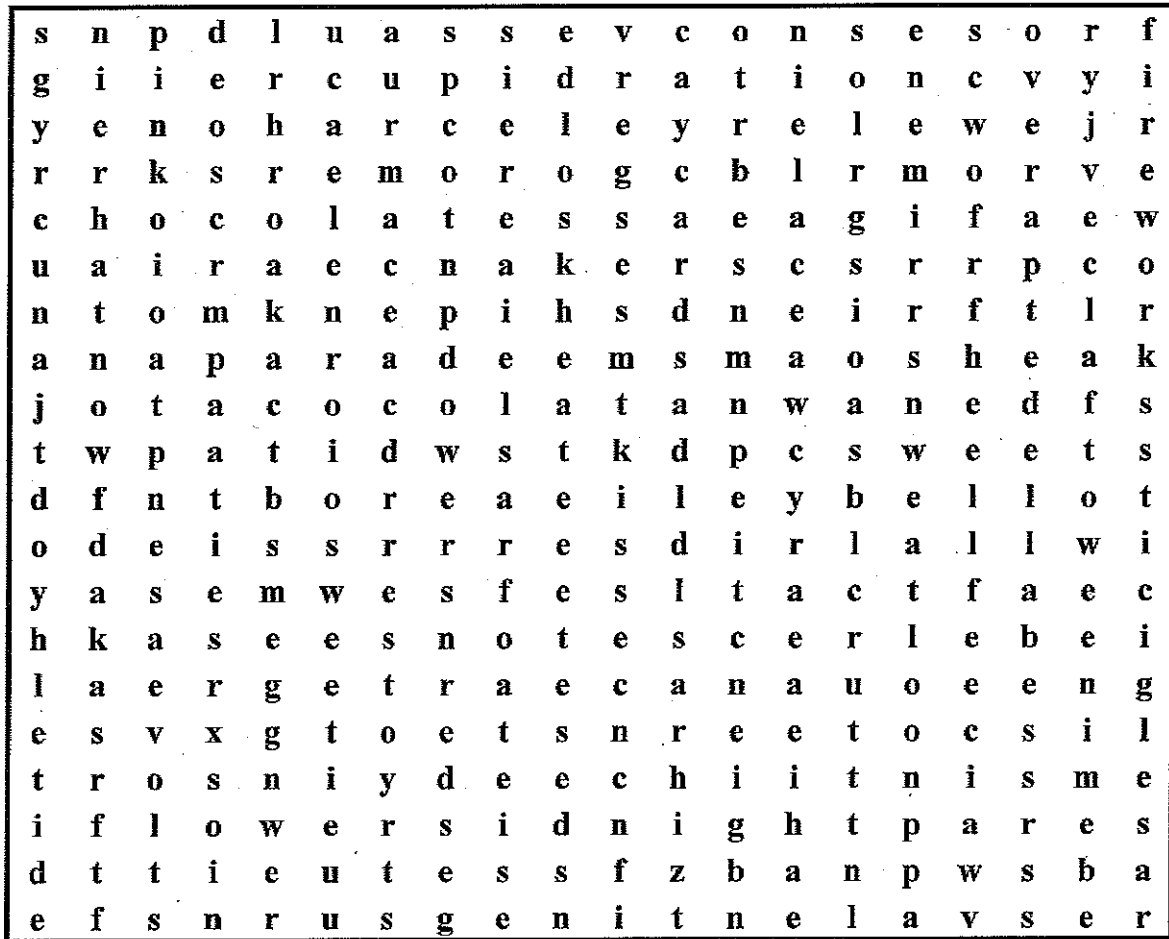 s n p d l u a s s e v c o n s e s o r f
g i i e r c u p i d r a t i o n c v y i
y e n o h a r c e l e y r e l e w e j r
r r k s r e m o r o g c b l r m o r v e
c h o c o l a t e s s a e a g i f a e w
u a i r a e c n a k e r s c s r r p c o
n t o m k n e p i h s d n e i r f t l r
a n a p a r a d e e m s m a o s h e a k
j o t a c o c o l a t a n w a n e d f s
t w p a t i d w s t k d p c s w e e t s
d f n t b o r e a e i l e y b e l l o t
o d e i s s r r r e s d i r l a l l w i
y a s e m w e s f e s l t a c t f a e c
h k a s e e s n o t e s c e r l e b e i
l a e r g e t r a e c a n a u o e e n g
e s v x g t o e t s n r e e t o c s i l
t r o s n i y d e e c h i i t n i s m e
i f l o w e r s i d n i g h t p a r e s
d t t i e u t e s s f z b a n p w s b a
e f s n r u s g e n i t n e l a v s e r